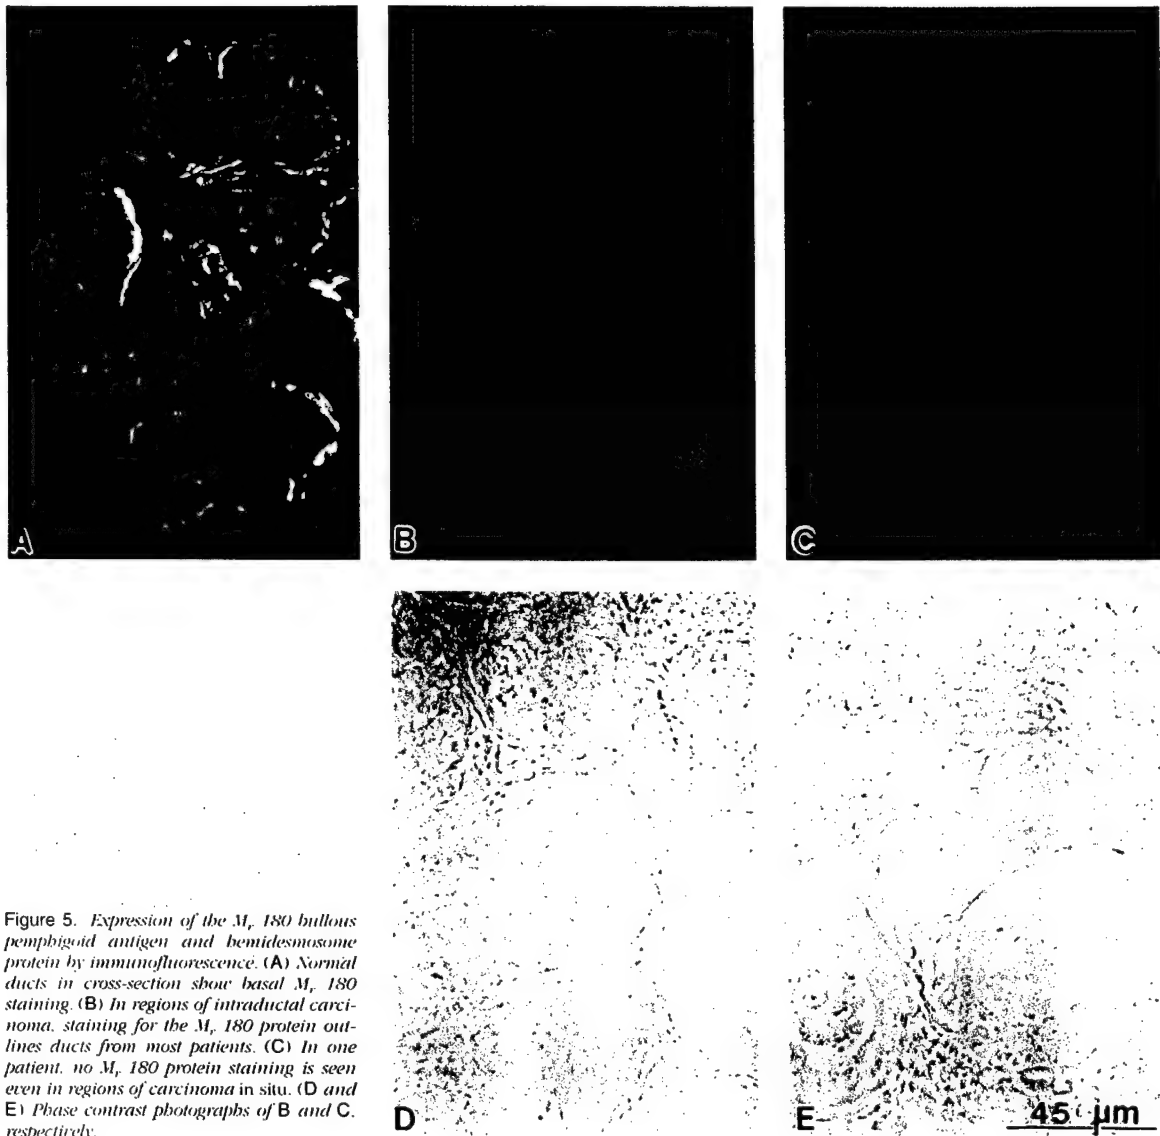 A
B
C
Figure 5. Expression of the Mr 180 bullous
pemphigoid antigen and hemidesmosome
protein by immunofluorescence. (A) Normal
ducts in cross-section show basal Mr 180
staining. (B) In regions of intraductal carci-
noma, staining for the Mr 180 protein out-
lines ducts from most patients. (C) In one
patient, no Mr 180 protein staining is seen
even in regions of carcinoma in situ. (D and
E) Phase contrast photographs of B and C,
respectively.
D
E
45 μm